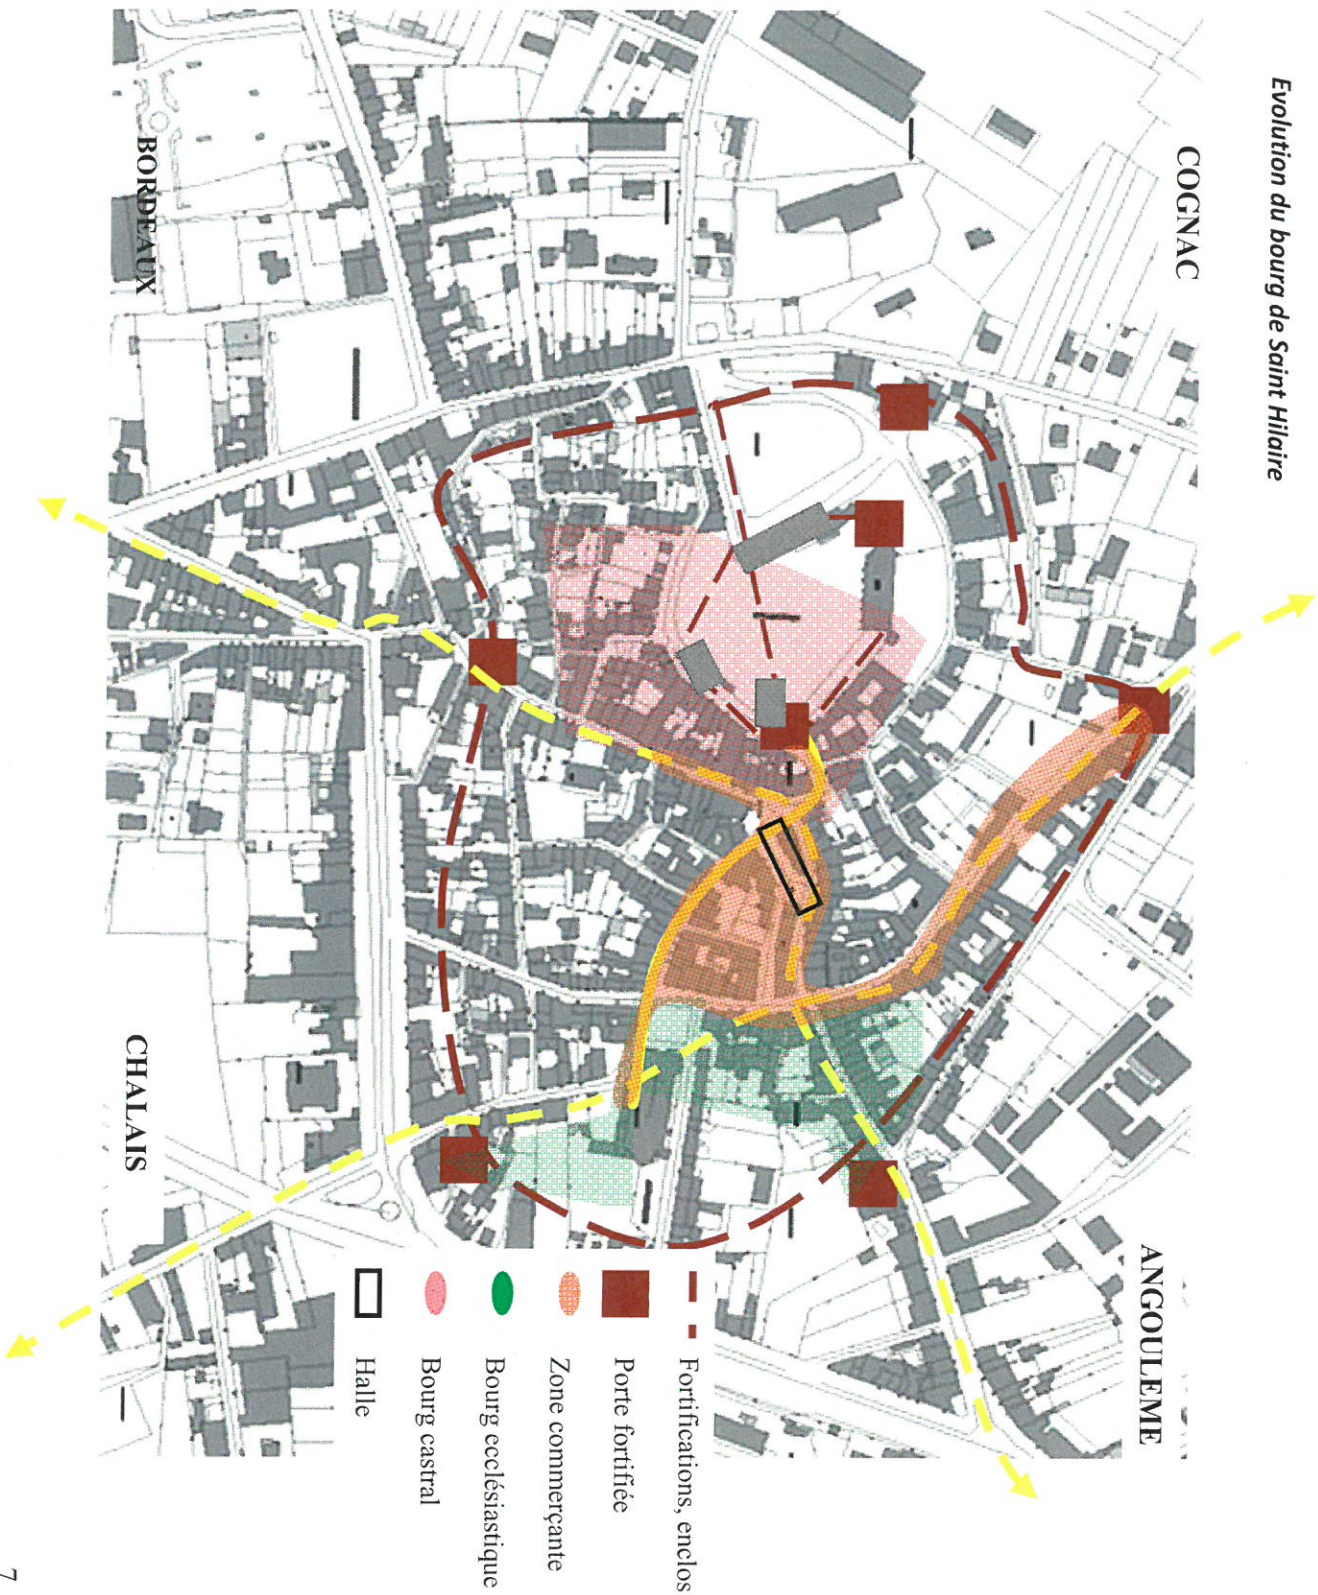 Evolution du bourg de Saint Hilaire
COGNAC
ANGOULEME
BORDEAUX
CHALAIS
Fortifications, enclos
Porte fortifiée
Zone commerçante
Bourg ecclésiastique
Bourg castral
Halle
7